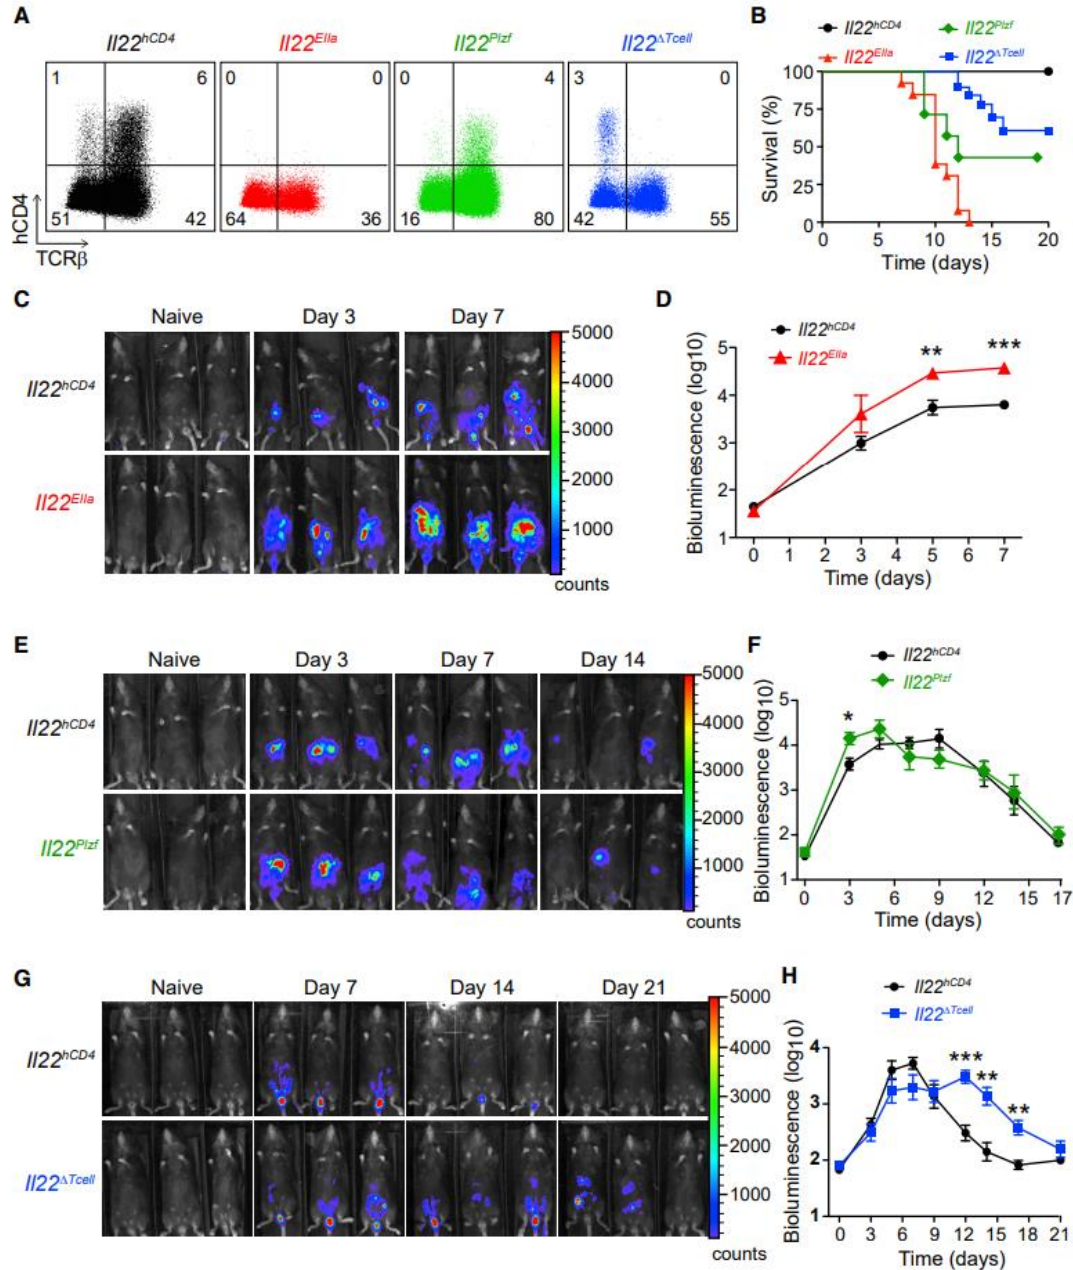 A
Il22hCD4
Il22EIIa
Il22Plzf
Il22ΔTcell
1 6
51 42
0 0
64 36
0 4
16 80
3 0
42 55
hCD4
TCRβ
B
Il22hCD4 Il22Plzf
Il22EIIa Il22ΔTcell
Survival (%)
100
75
50
25
0
0 5 10 15 20
Time (days)
C
Naive Day 3 Day 7
Il22hCD4
Il22EIIa
5000
4000
3000
2000
1000
counts
D
Il22hCD4
Il22EIIa
** ***
Bioluminescence (log10)
5
4
3
2
1
0 1 2 3 4 5 6 7
Time (days)
E
Naive Day 3 Day 7 Day 14
Il22hCD4
Il22Plzf
5000
4000
3000
2000
1000
counts
F
Il22hCD4
Il22Plzf
*
Bioluminescence (log10)
5
4
3
2
1
0 3 6 9 12 15 17
Time (days)
G
Naive Day 7 Day 14 Day 21
Il22hCD4
Il22ΔTcell
5000
4000
3000
2000
1000
counts
H
Il22hCD4
Il22ΔTcell
***
**
**
Bioluminescence (log10)
4
3
2
1
0 3 6 9 12 15 18 21
Time (days)